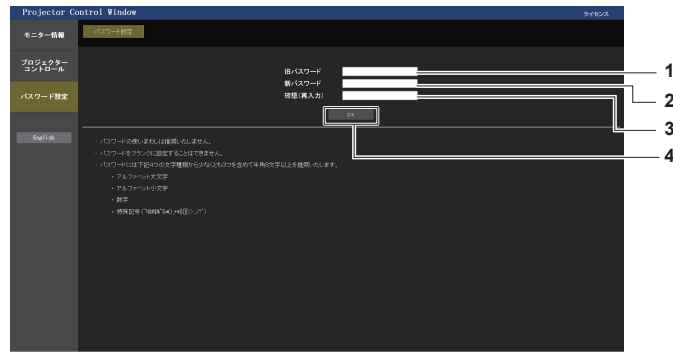 Projector Control Window
ライセンス
モニター情報
パスワード設定
プロジェクター
コントロール
パスワード設定
English
旧パスワード
新パスワード
確認(再入力)
OK
1
2
3
4
- パスワードの使いまわしは推奨いたしません。
- パスワードをブランクに設定することはできません。
- パスワードには下記4つの文字種類から少なくとも3つを含めて半角8文字以上を推奨いたします。
・アルファベット大文字
・アルファベット小文字
・数字
・特殊記号